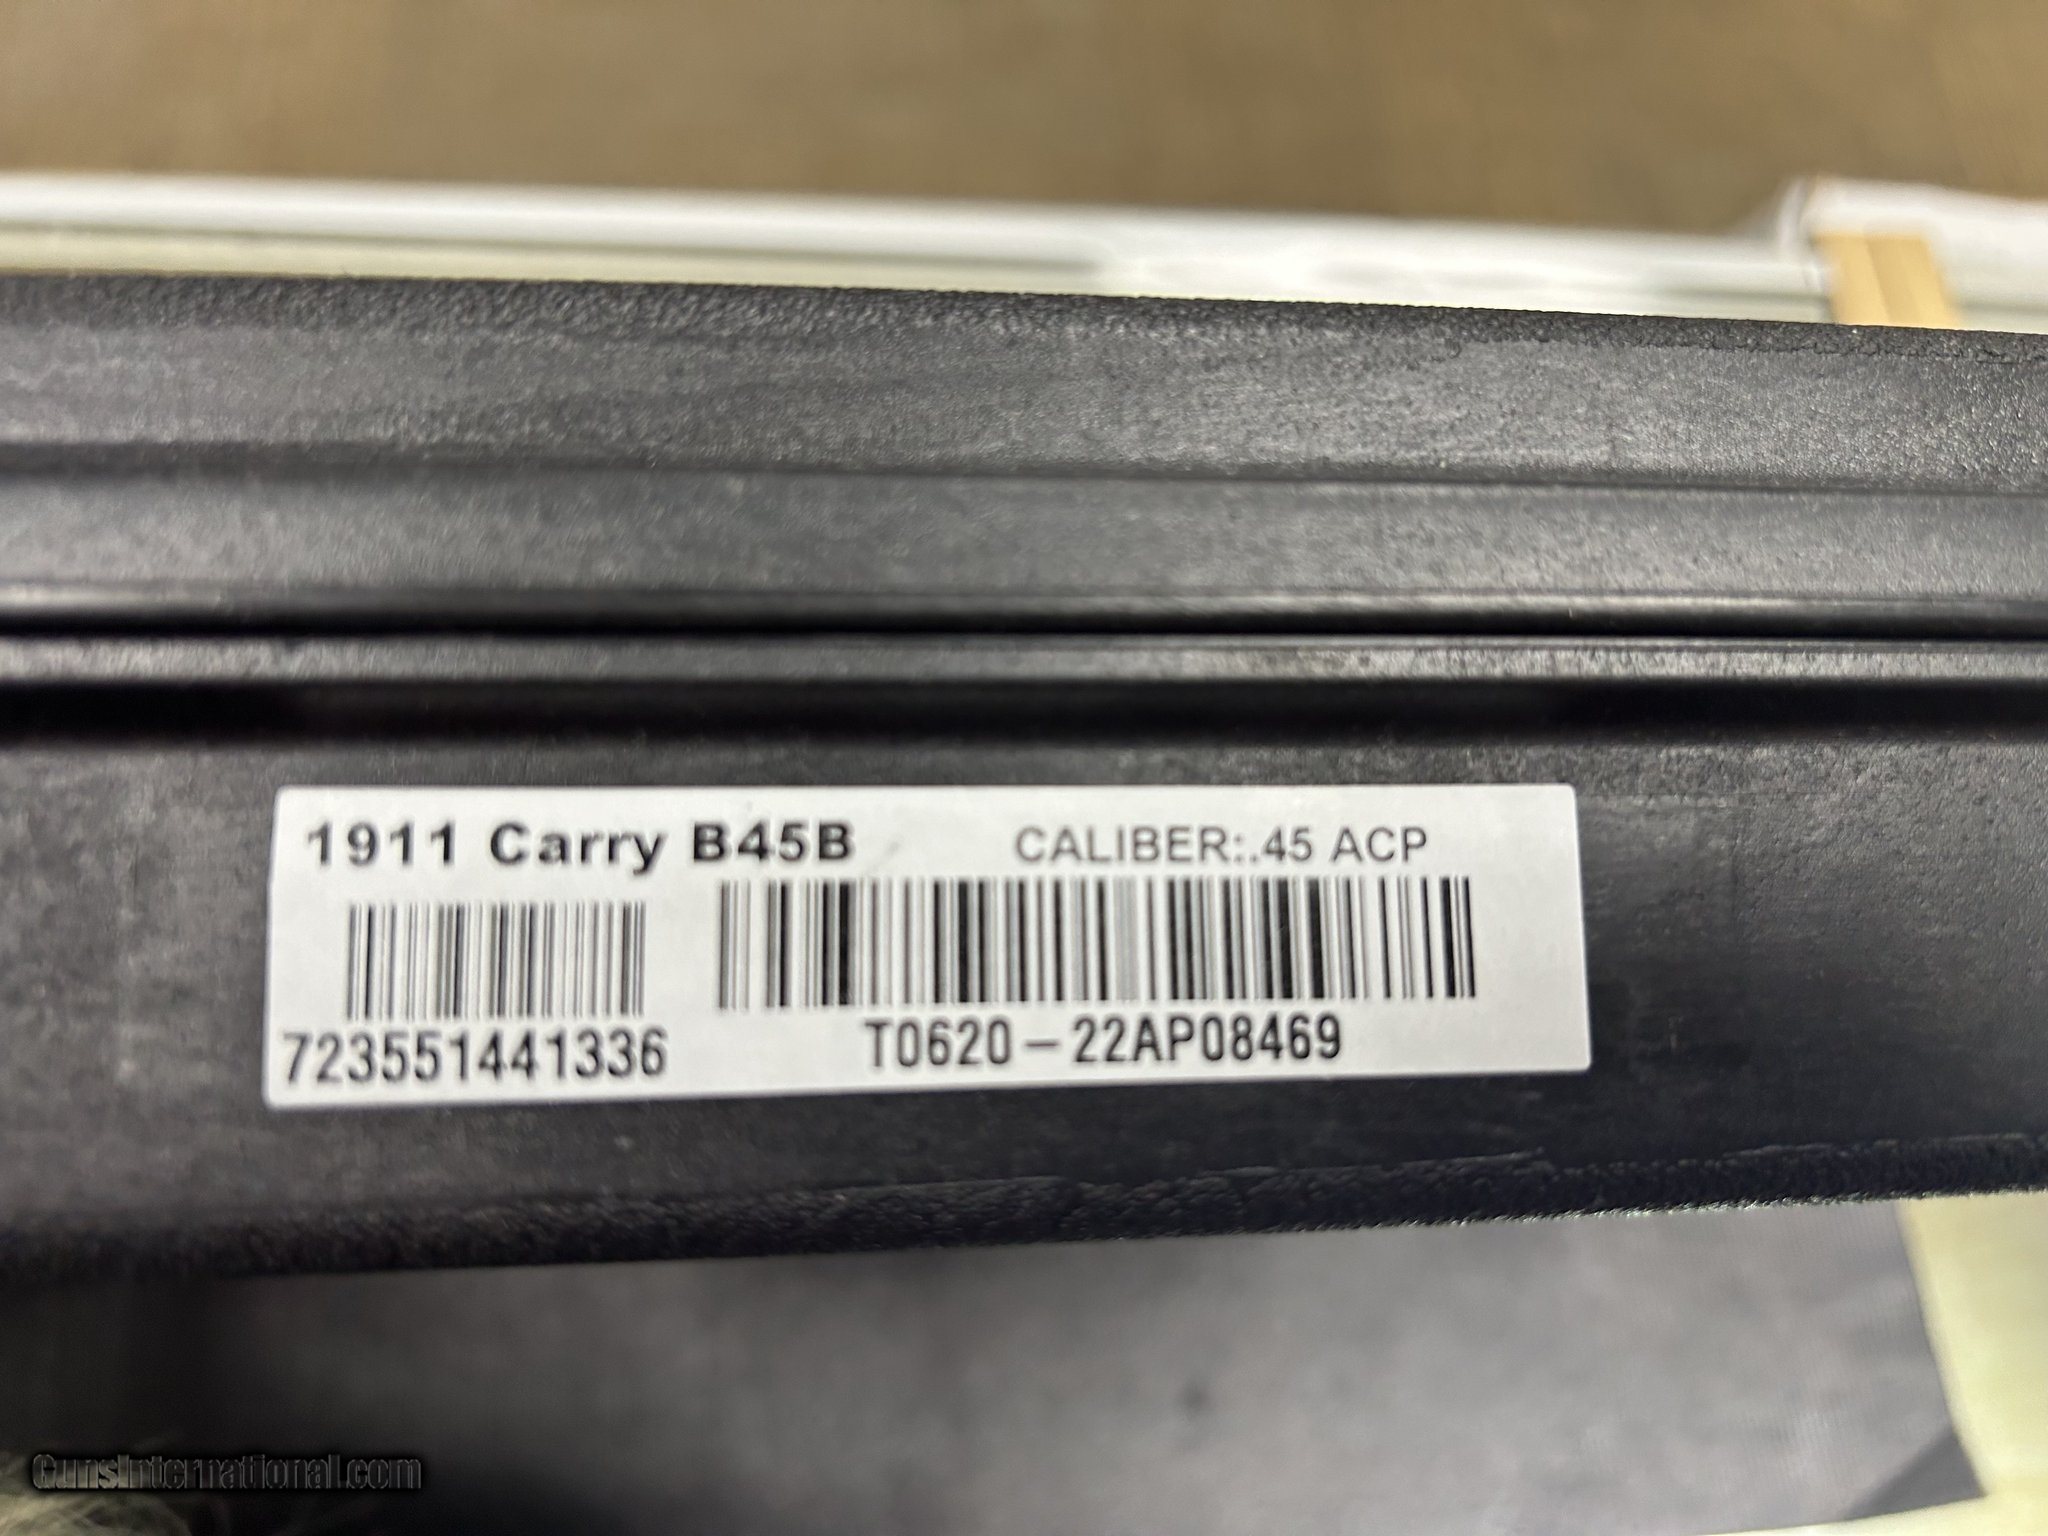 1911 Carry B45B CALIBER:.45 ACP
723551441336
T0620-22AP08469
GunsInternational.com